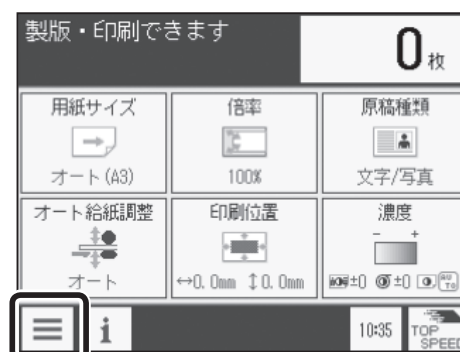 製版・印刷できます
0枚
用紙サイズ
オート(A3)
倍率
100%
原稿種類
文字/写真
オート給紙調整
オート
印刷位置
↔0.0mm ↕0.0mm
濃度
- +
±0 ±0 AUTO
i
10:35
TOP SPEED